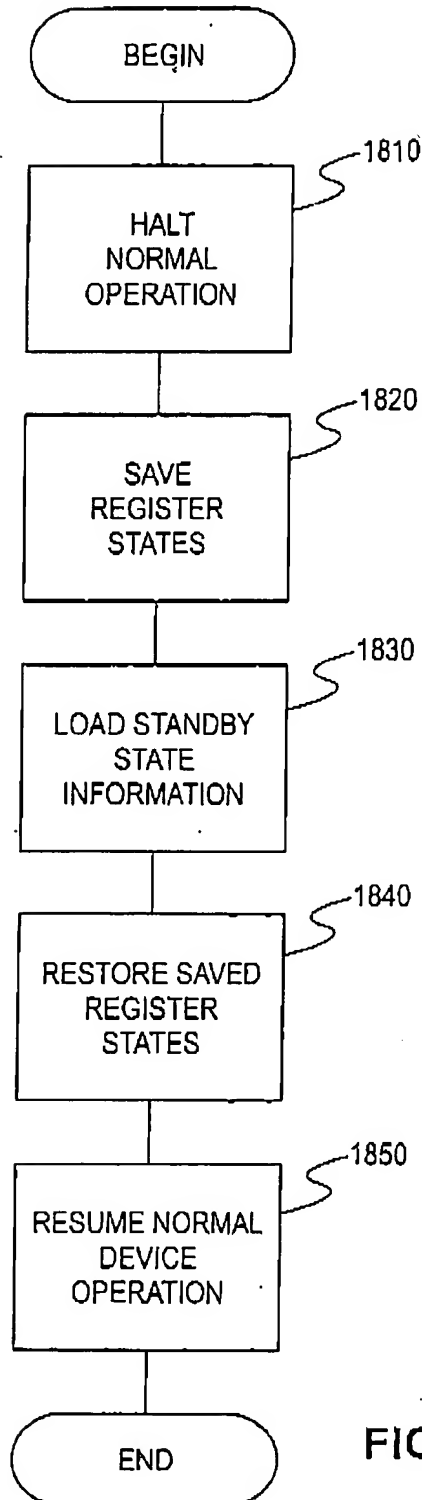 BEGIN
1810
HALT
NORMAL
OPERATION
1820
SAVE
REGISTER
STATES
1830
LOAD STANDBY
STATE
INFORMATION
1840
RESTORE SAVED
REGISTER
STATES
1850
RESUME NORMAL
DEVICE
OPERATION
END
FIG